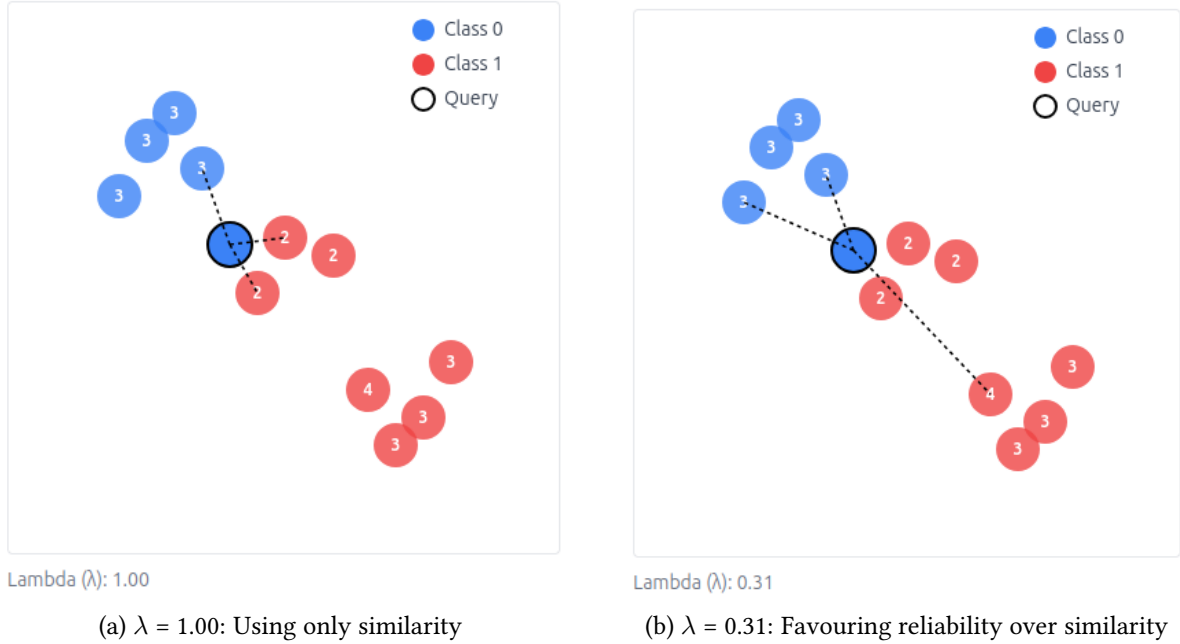 Class 0
Class 1
Query
3
3
3
3
2
2
2
3
4
3
3
Lambda (λ): 1.00
(a) λ = 1.00: Using only similarity
Class 0
Class 1
Query
3
3
3
3
2
2
2
3
4
3
3
Lambda (λ): 0.31
(b) λ = 0.31: Favouring reliability over similarity